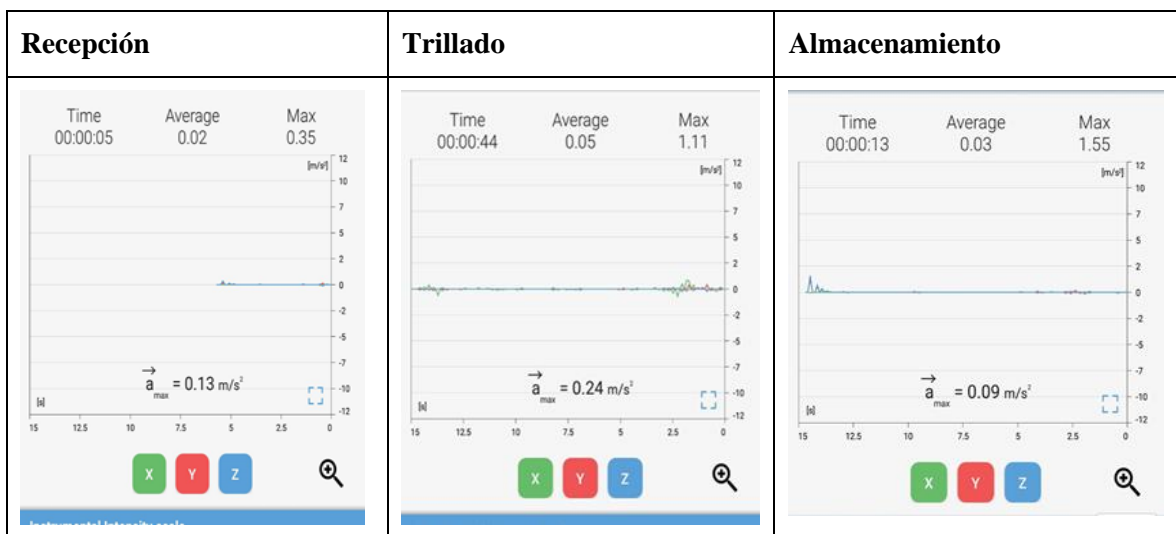 Recepción
Trillado
Almacenamiento
Time Average Max
00:00:05 0.02 0.35
[m/s²]
12
10
7
5
2
0
-2
-5
-7
-10
-12
a max = 0.13 m/s²
[s]
15 12.5 10 7.5 5 2.5 0
X Y Z
Instrumental Intensity scale
Time Average Max
00:00:44 0.05 1.11
[m/s²]
12
10
7
5
2
0
-2
-5
-7
-10
-12
a max = 0.24 m/s²
[s]
15 12.5 10 7.5 5 2.5 0
X Y Z
Time Average Max
00:00:13 0.03 1.55
[m/s²]
12
10
7
5
2
0
-2
-5
-7
-10
-12
a max = 0.09 m/s²
[s]
15 12.5 10 7.5 5 2.5 0
X Y Z